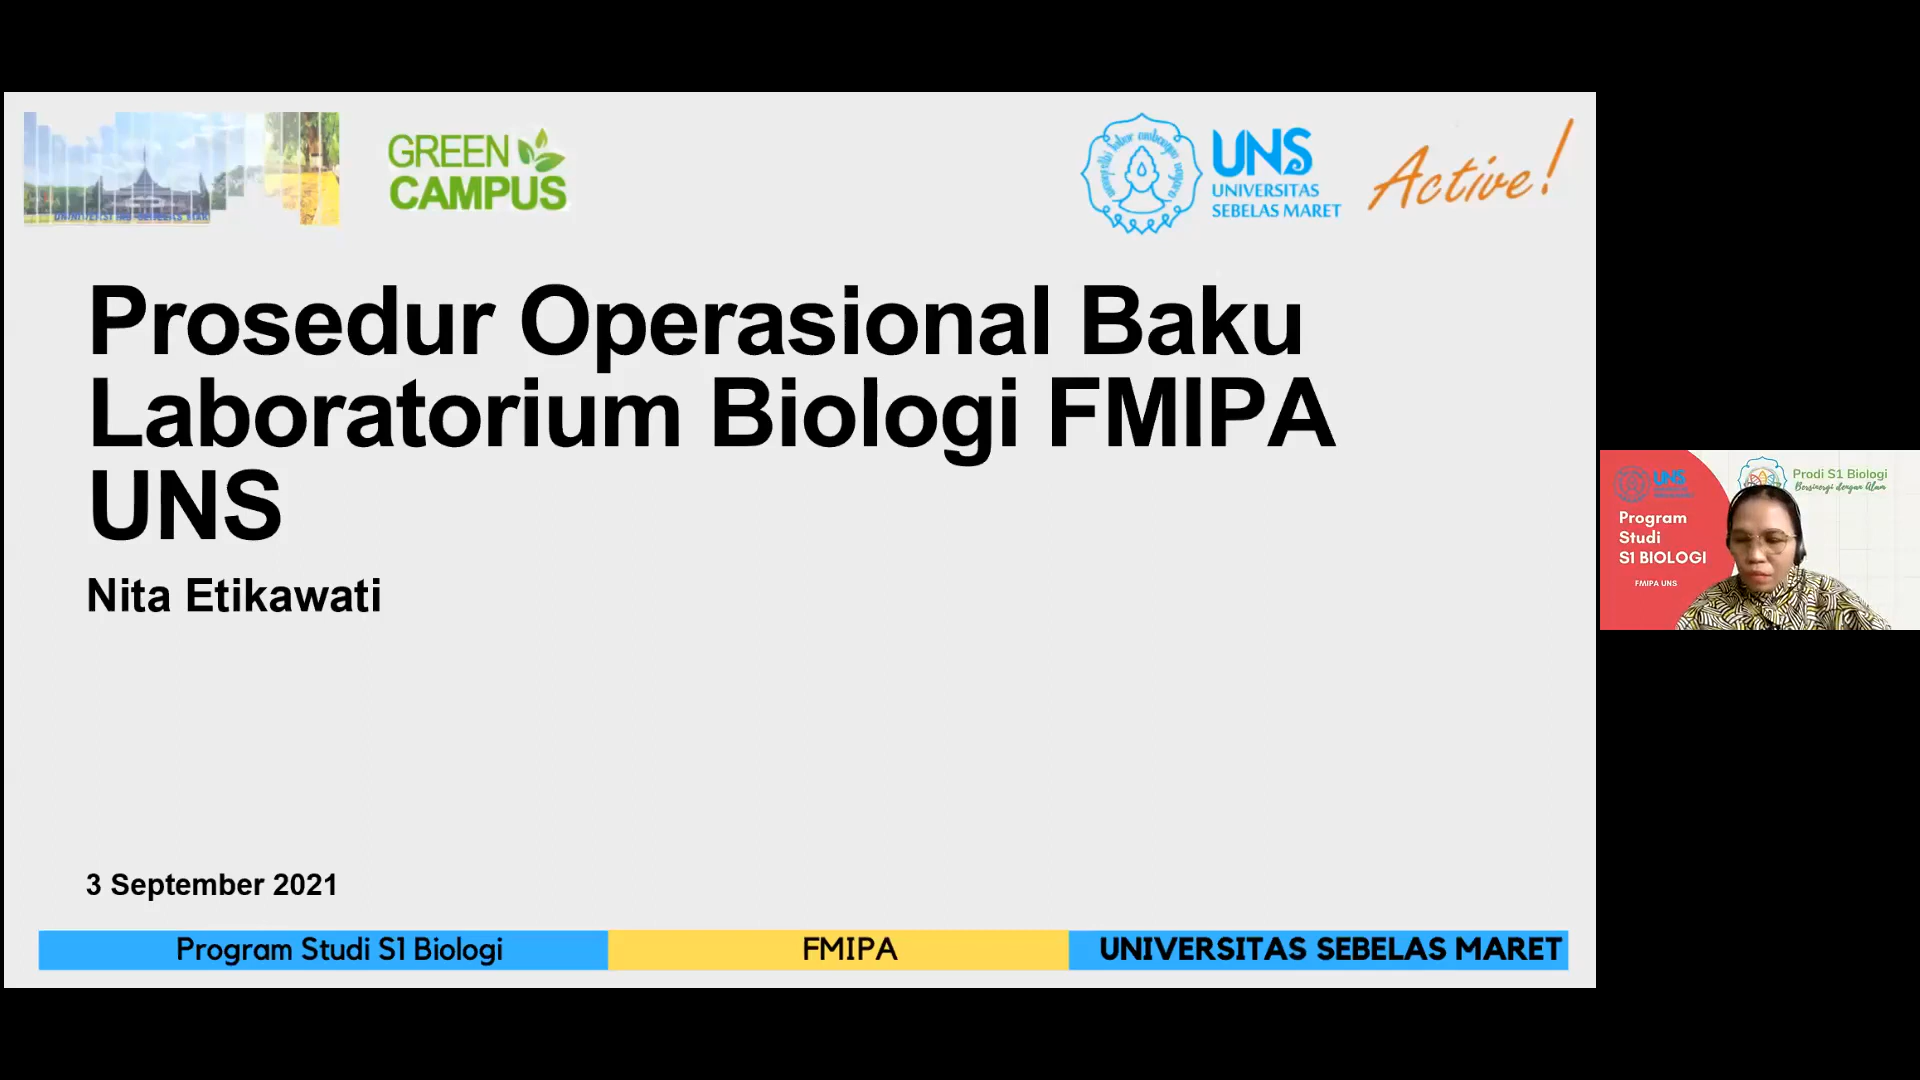 GREEN
CAMPUS
UNS
UNIVERSITAS
SEBELAS MARET
Active!
Prosedur Operasional Baku
Laboratorium Biologi FMIPA
UNS
Nita Etikawati
3 September 2021
Program Studi S1 Biologi
FMIPA
UNIVERSITAS SEBELAS MARET
UNS
Prodi S1 Biologi
Bersinergi dengan Alam
Program
Studi
S1 BIOLOGI
FMIPA UNS